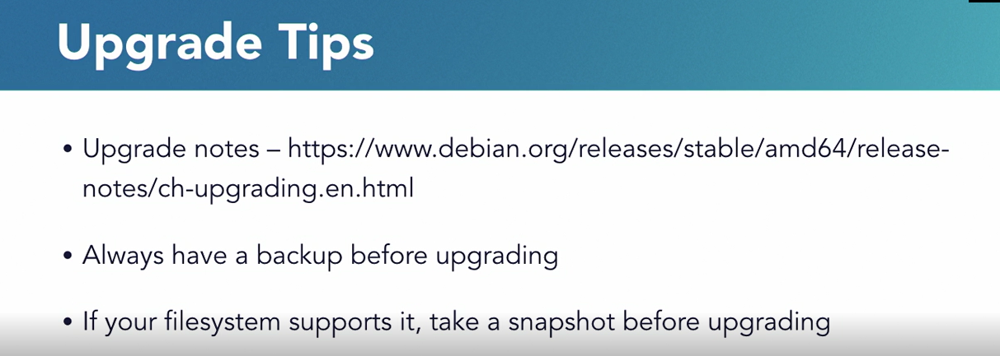 Upgrade Tips
• Upgrade notes – https://www.debian.org/releases/stable/amd64/release-
notes/ch-upgrading.en.html
• Always have a backup before upgrading
• If your filesystem supports it, take a snapshot before upgrading